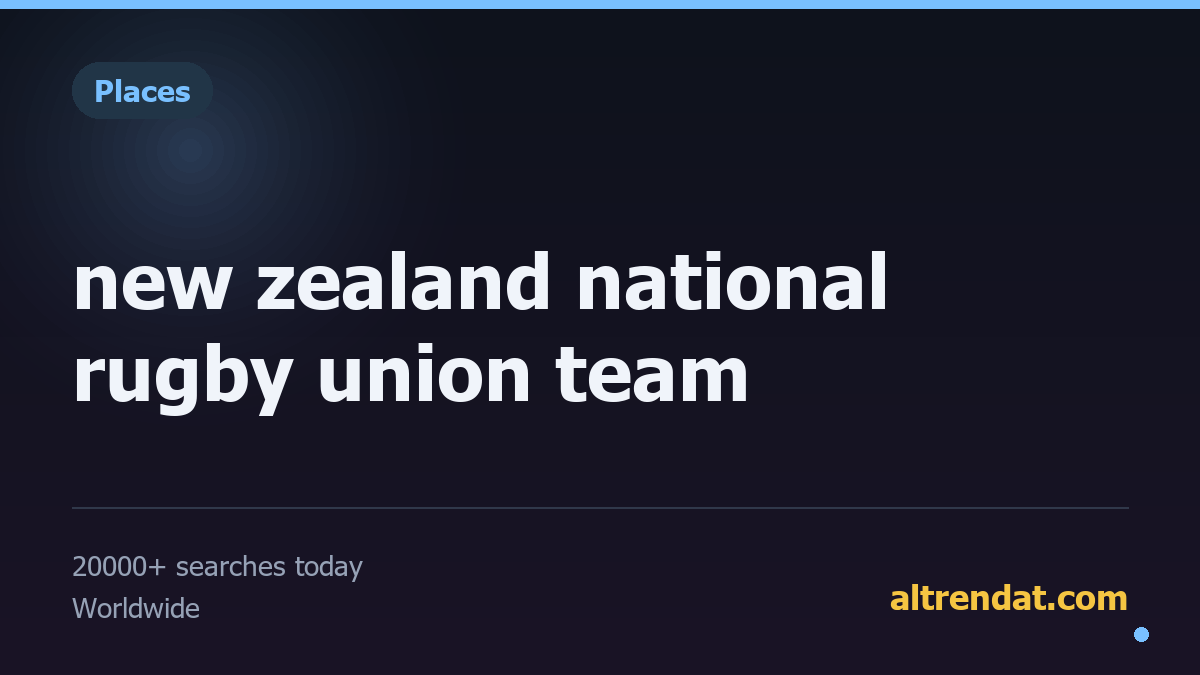 Places
new zealand national
rugby union team
20000+ searches today
Worldwide
altrendat.com